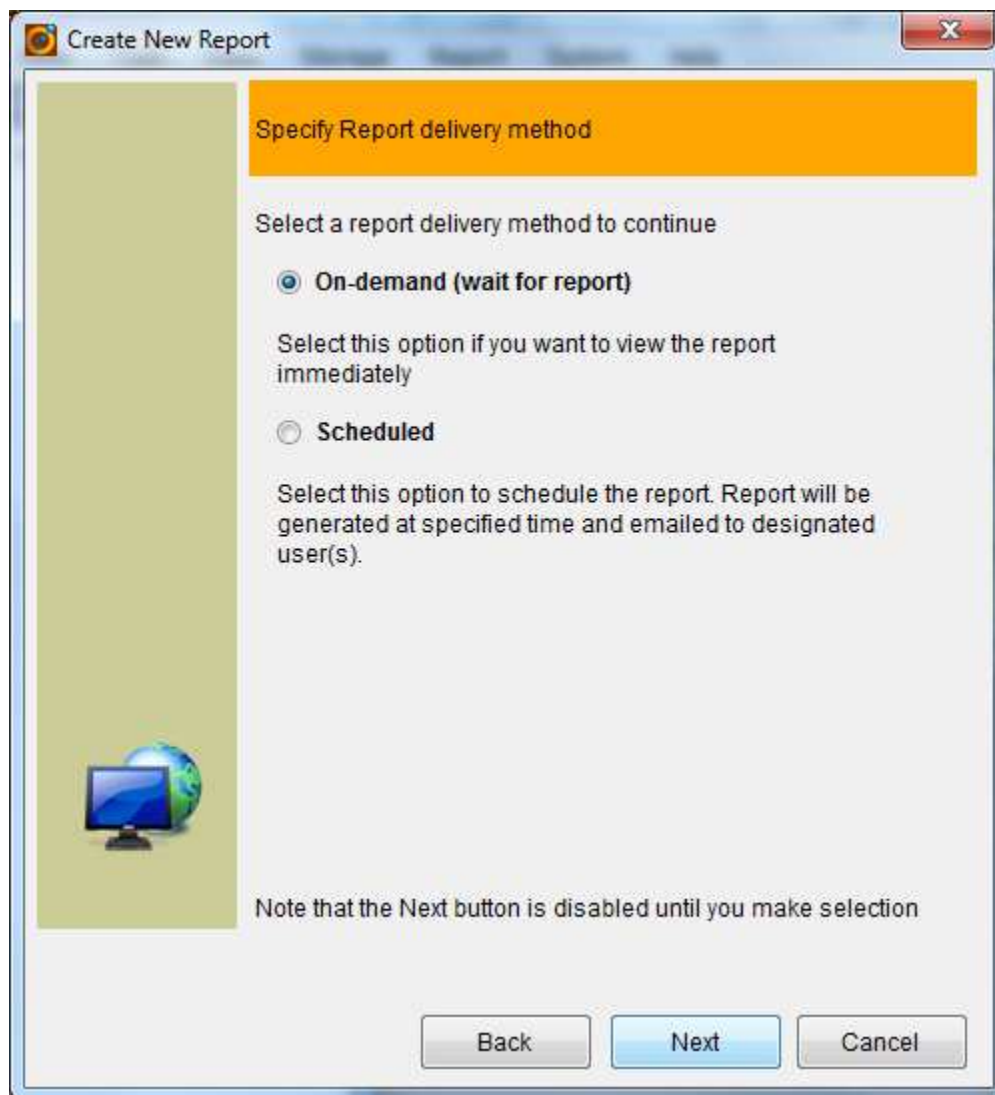 Create New Report
Specify Report delivery method
Select a report delivery method to continue
On-demand (wait for report)
Select this option if you want to view the report
immediately
Scheduled
Select this option to schedule the report. Report will be
generated at specified time and emailed to designated
user(s).
Note that the Next button is disabled until you make selection
Back
Next
Cancel